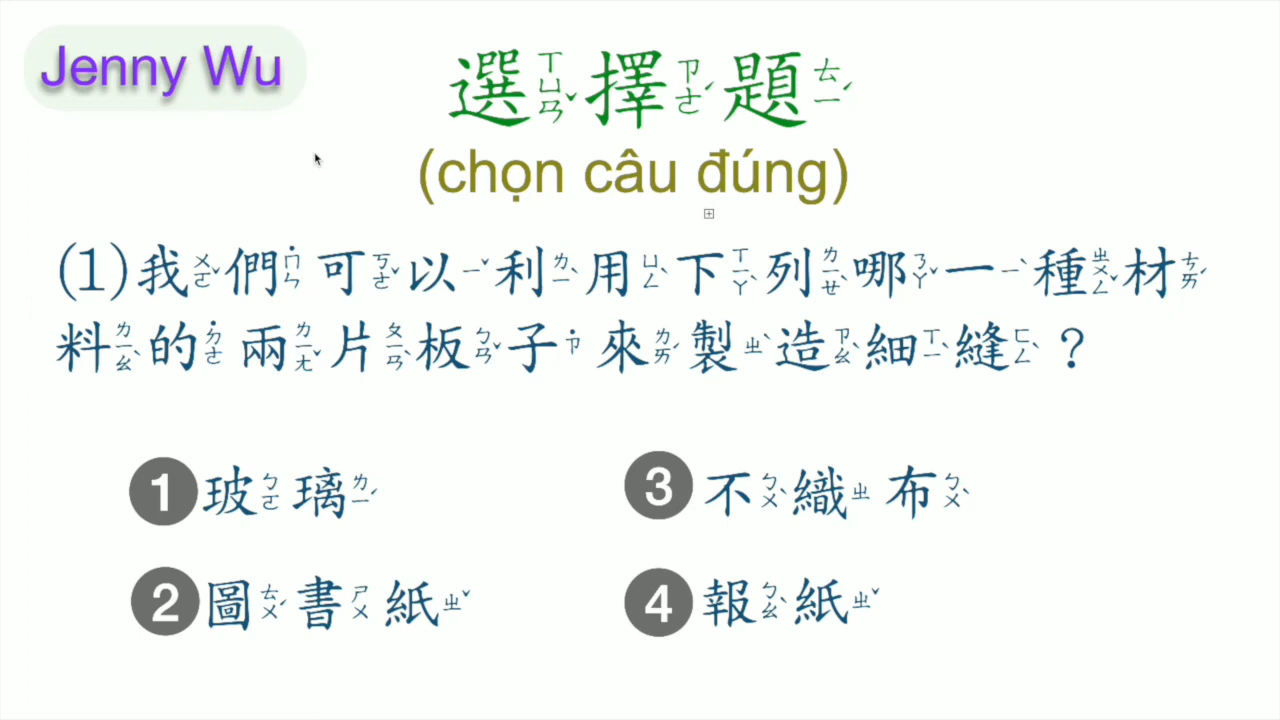 Jenny Wu
選擇題
(chọn câu đúng)
(1)我們可以利用下列哪一種材
料的兩片板子來製造細縫？
1 玻璃
3 不織布
2 圖書紙
4 報紙